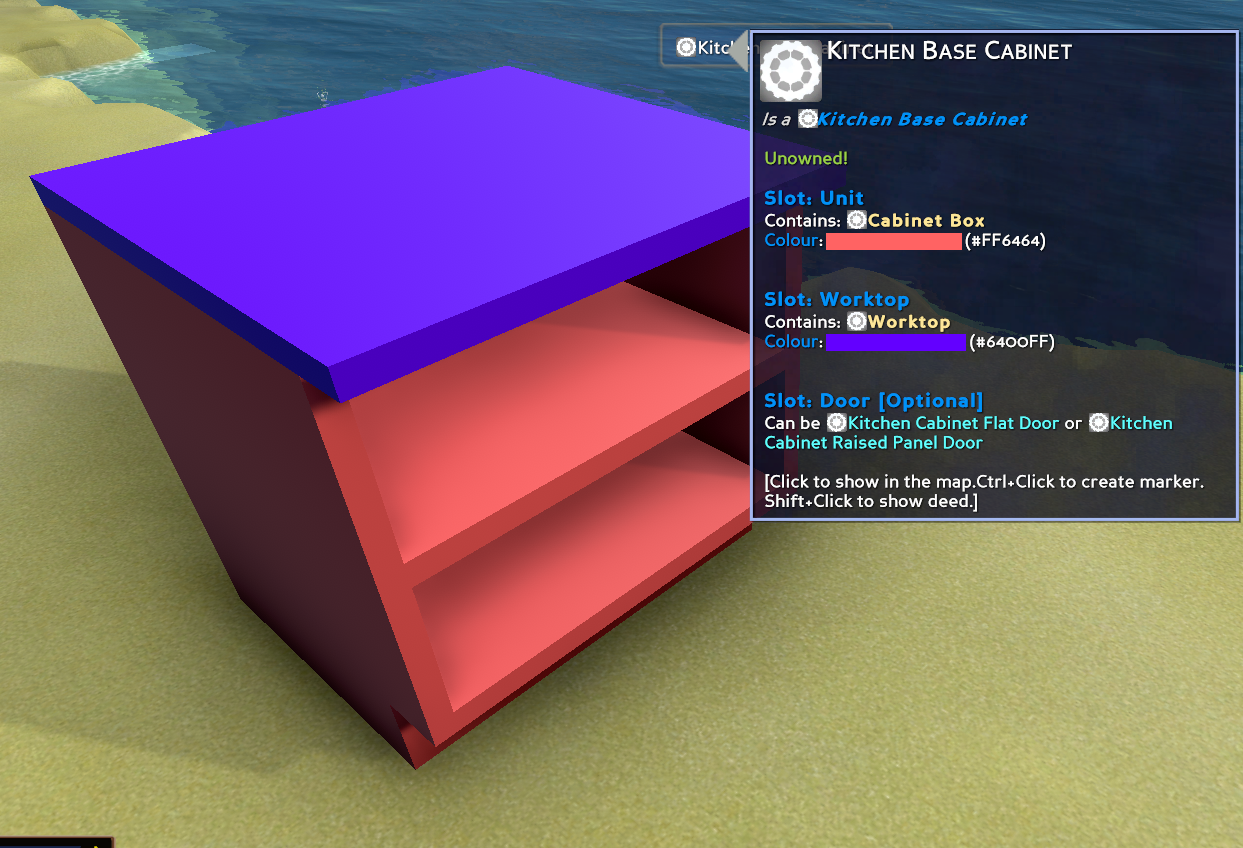 Kitchen
KITCHEN BASE CABINET
Is a Kitchen Base Cabinet
Unowned!
Slot: Unit
Contains: Cabinet Box
Colour: (#FF6464)
Slot: Worktop
Contains: Worktop
Colour: (#6400FF)
Slot: Door [Optional]
Can be Kitchen Cabinet Flat Door or Kitchen
Cabinet Raised Panel Door
[Click to show in the map.Ctrl+Click to create marker.
Shift+Click to show deed.]